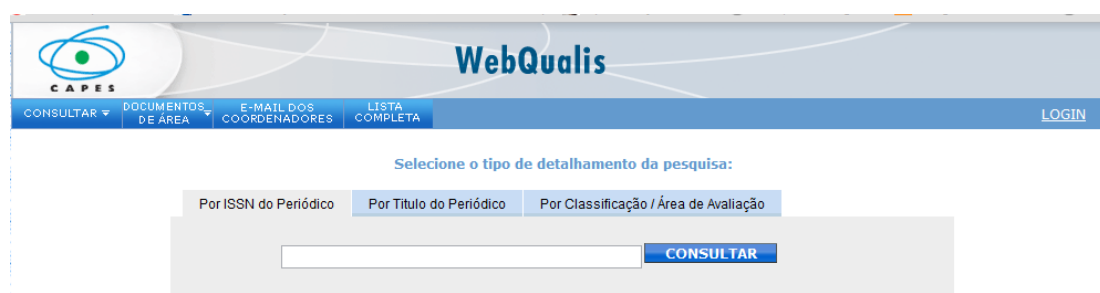 CAPES
WebQualis
CONSULTAR DOCUMENTOS DE ÁREA E-MAIL DOS COORDENADORES LISTA COMPLETA LOGIN
Selecione o tipo de detalhamento da pesquisa:
Por ISSN do Periódico Por Titulo do Periódico Por Classificação / Área de Avaliação
CONSULTAR